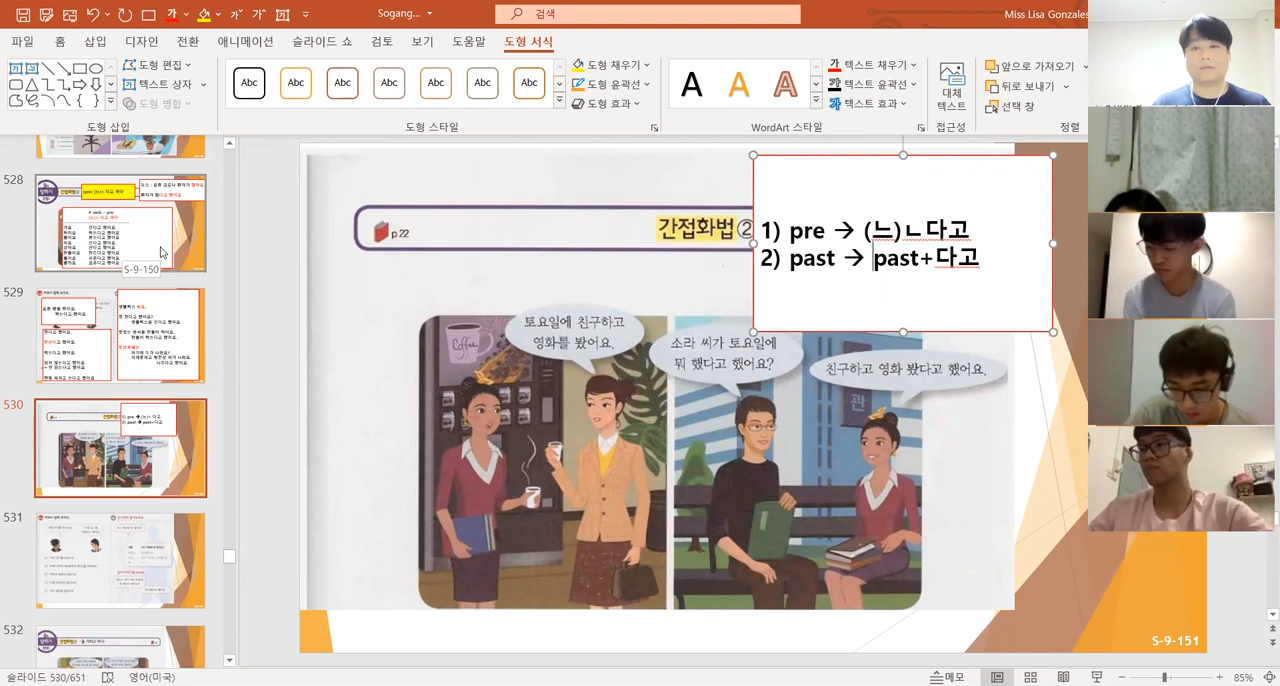 Sogang...
검색
Miss Lisa Gonzales
파일 홈 삽입 디자인 전환 애니메이션 슬라이드 쇼 검토 보기 도움말 도형 서식
도형 편집
텍스트 상자
도형 병합
도형 삽입
Abc Abc Abc Abc Abc Abc Abc
도형 채우기
도형 윤곽선
도형 효과
도형 스타일
A A A
텍스트 채우기
텍스트 윤곽선
텍스트 효과
WordArt 스타일
대체
텍스트
접근성
앞으로 가져오기
뒤로 보내기
선택 창
정렬
528
S-9-150
529
530
531
532
p 22
간접화법②
1) pre → (느)ㄴ다고
2) past → past+다고
토요일에 친구하고
영화를 봤어요.
소라 씨가 토요일에
뭐 했다고 했어요?
친구하고 영화 봤다고 했어요.
Coffee
S-9-151
슬라이드 530/651
영어(미국)
메모
85%